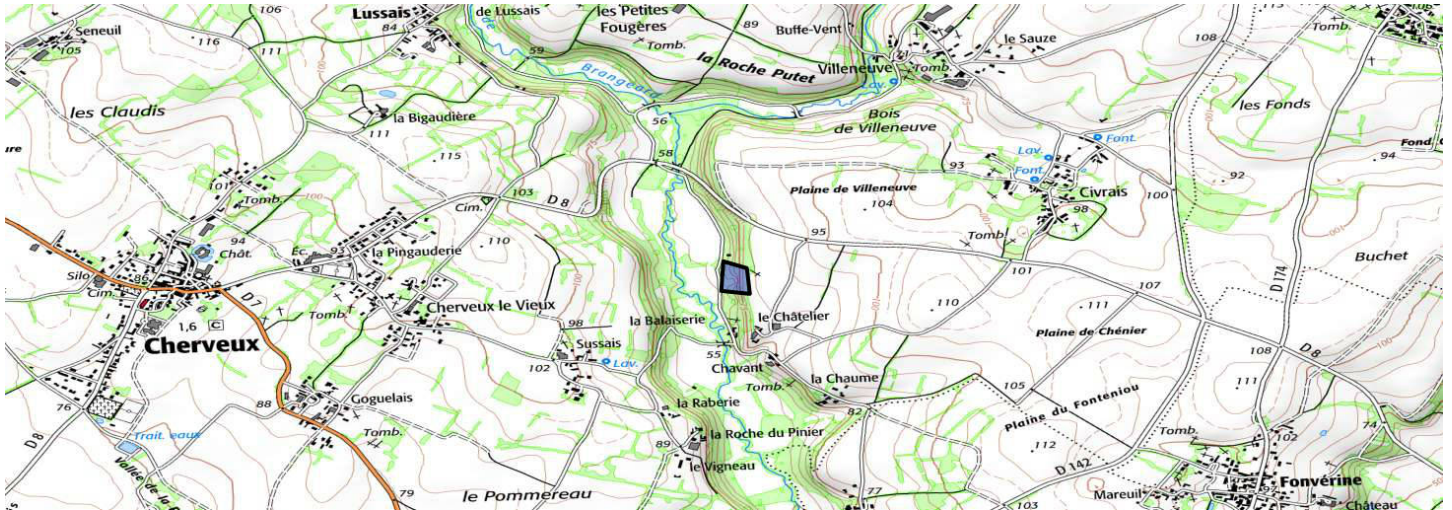 106
Lussais
de Lussais
les Petites
Fougères
89
Buffe-Vent
le Sauze
108
Seneuil
105
116
111
84
59
Tomb.
71
Villeneuve
Tomb.
la Roche Putet
de
Brangeard
Lav.
les Claudis
la Bigaudière
111
56
Bois
de Villeneuve
les Fonds
Font.
115
58
Lav.
Font.
93
94
92
101
Tomb.
103
Cim.
D 8
Plaine de Villeneuve
104
Civrais
98
100
94
Chât.
Éc.
93
la Pingauderie
110
95
Tomb.
101
Silo
86
Cim.
D 7
Buchet
D 174
107
110
111
Cherveux le Vieux
Tomb.
la Balaiserie
le Châtelier
Plaine de Chénier
1,6
C
Cherveux
98
Sussais
Lav.
102
55
Chavant
108
D 8
Tomb.
la Chaume
105
111
Goguelais
88
76
la Raberie
82
Plaine du Fonteniou
74
D 8
Trait. eaux
Tomb.
la Roche du Pinier
112
Tomb.
102
89
le Vigneau
D 142
Fonvérine
Vallée de la
79
le Pommereau
77
103
Mareuil
97
Château